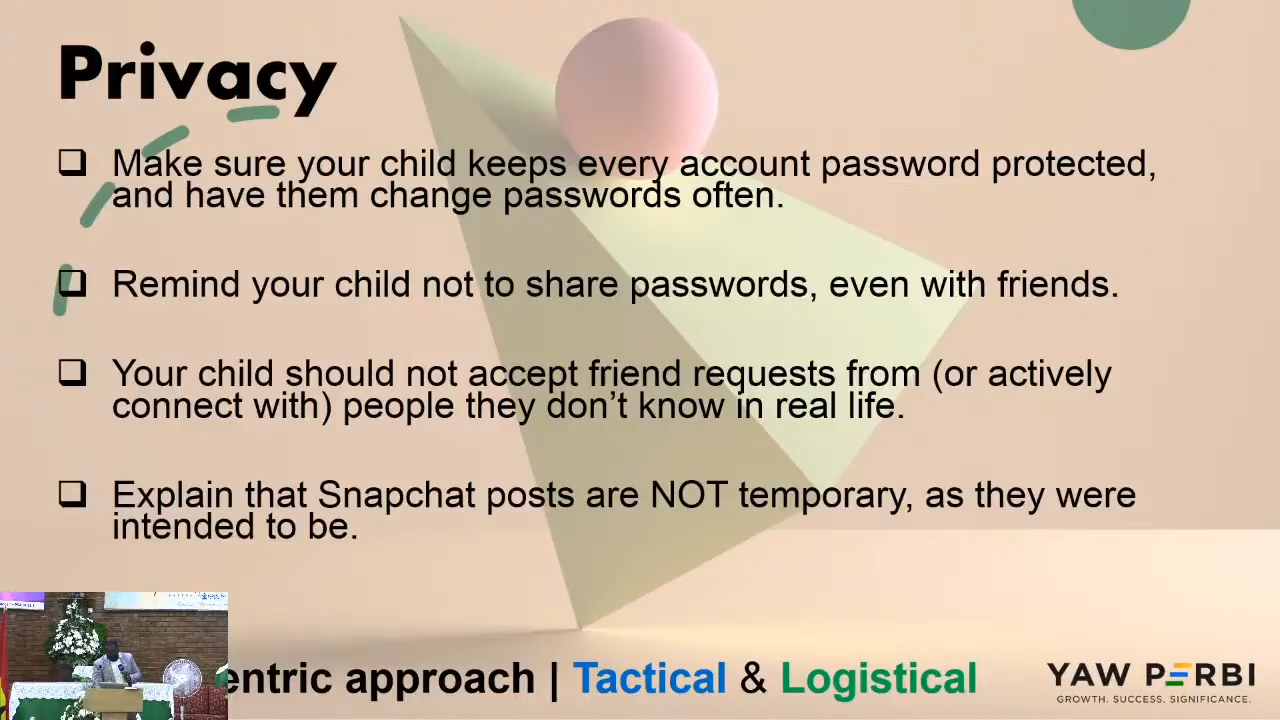 Privacy
❑ Make sure your child keeps every account password protected,
and have them change passwords often.
❑ Remind your child not to share passwords, even with friends.
❑ Your child should not accept friend requests from (or actively
connect with) people they don’t know in real life.
❑ Explain that Snapchat posts are NOT temporary, as they were
intended to be.
entric approach | Tactical & Logistical
YAW PERBI
GROWTH. SUCCESS. SIGNIFICANCE.